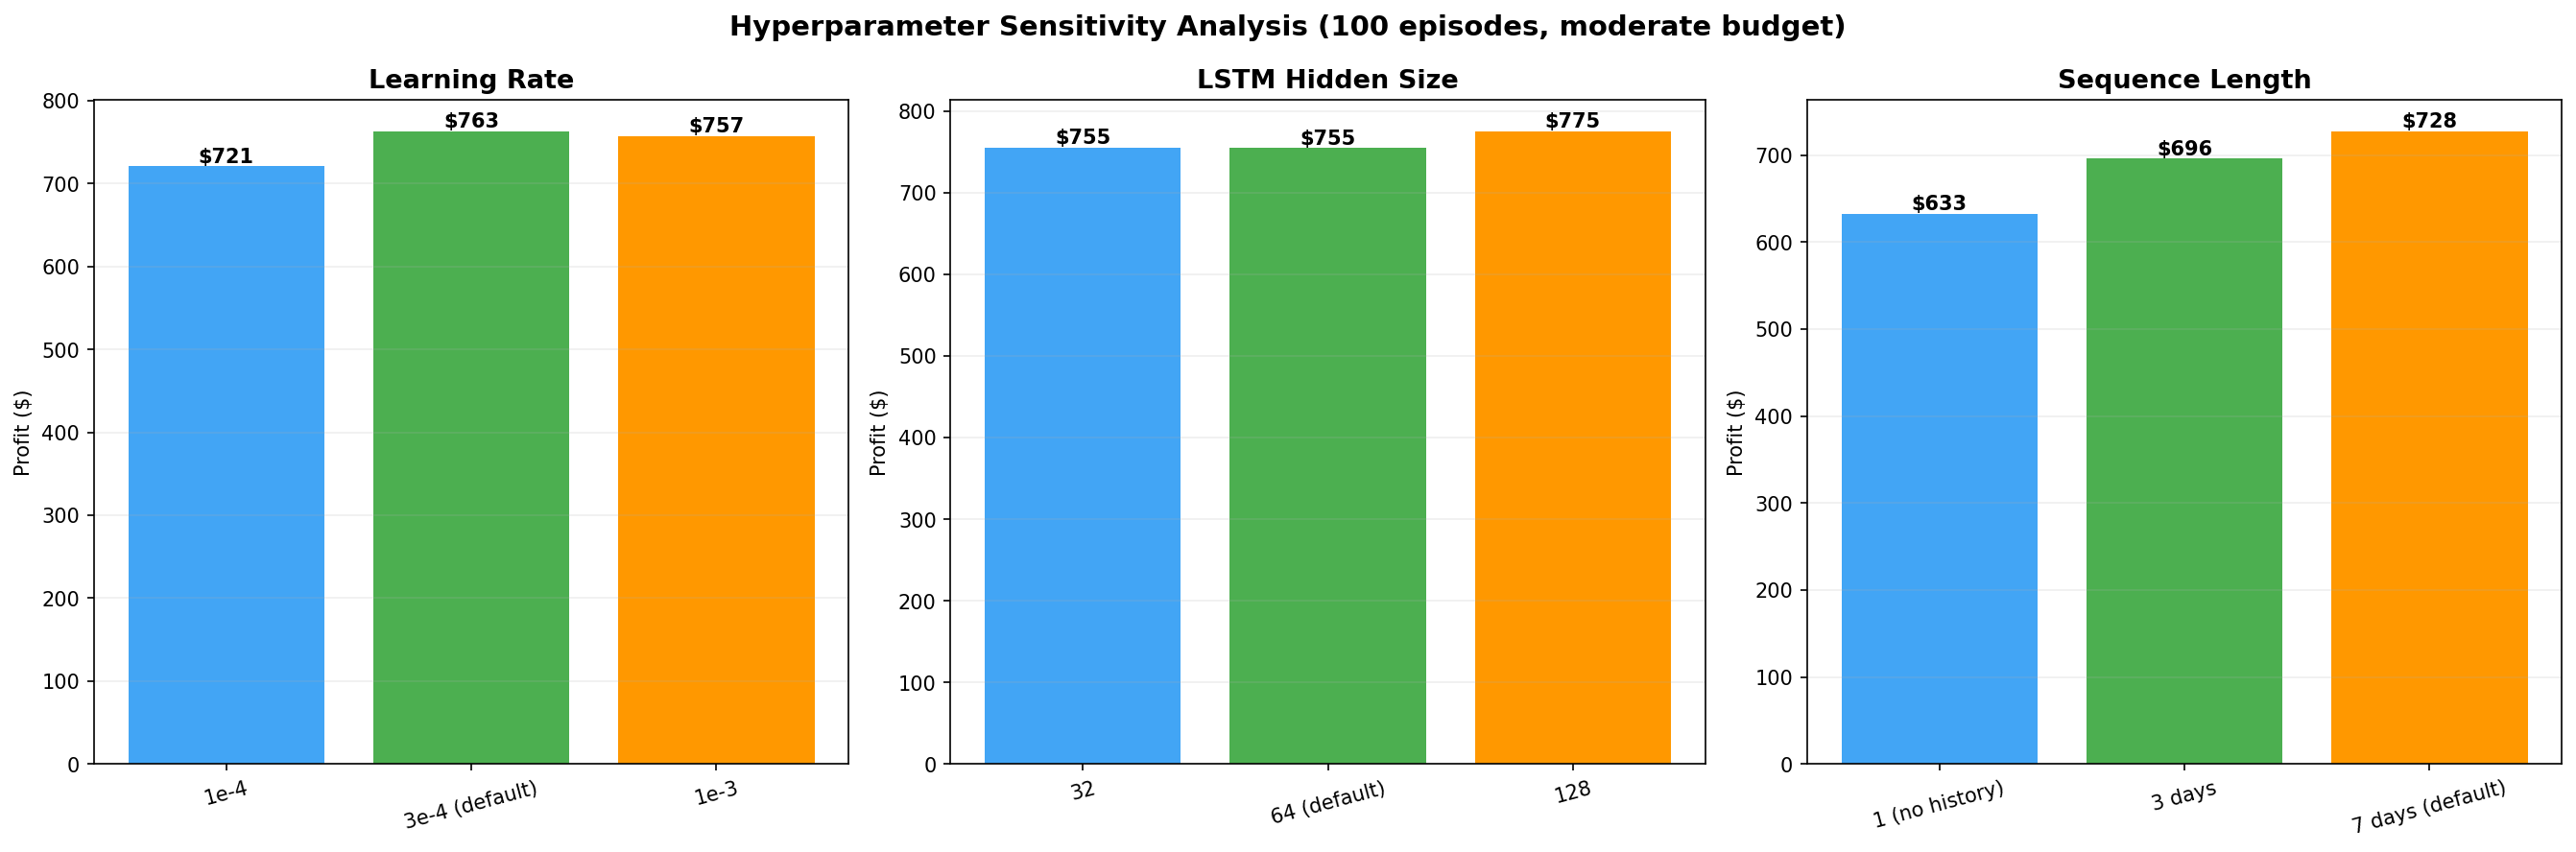 Hyperparameter Sensitivity Analysis (100 episodes, moderate budget)
Learning Rate
Profit ($)
800
700
600
500
400
300
200
100
0
$721
$763
$757
1e-4
3e-4 (default)
1e-3
LSTM Hidden Size
Profit ($)
800
700
600
500
400
300
200
100
0
$755
$755
$775
32
64 (default)
128
Sequence Length
Profit ($)
700
600
500
400
300
200
100
0
$633
$696
$728
1 (no history)
3 days
7 days (default)